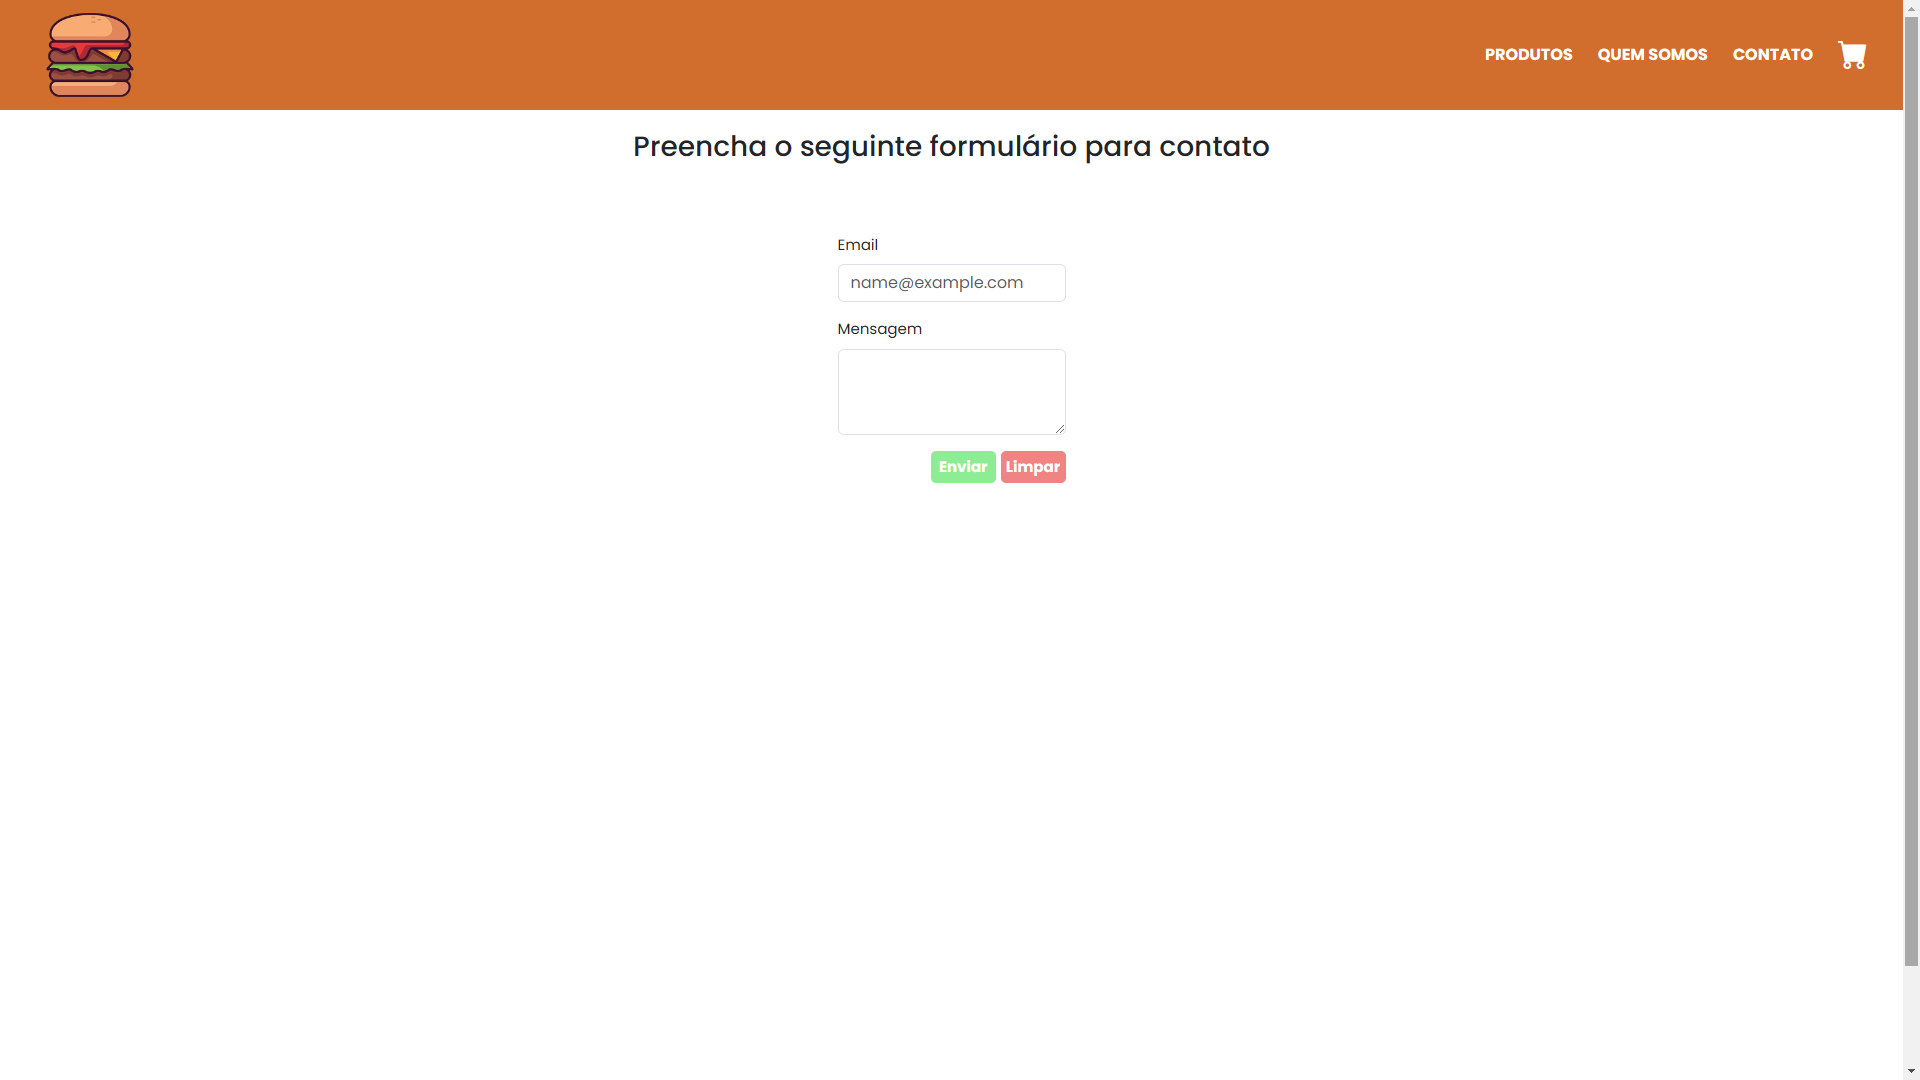 PRODUTOS QUEM SOMOS CONTATO
Preencha o seguinte formulário para contato
Email
name@example.com
Mensagem
Enviar Limpar